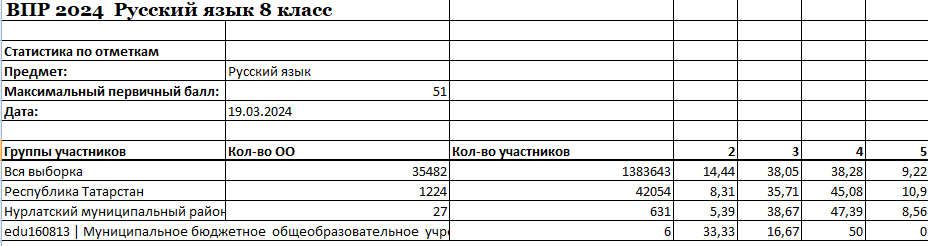 ВПР 2024 Русский язык 8 класс
Статистика по отметкам
Предмет: Русский язык
Максимальный первичный балл: 51
Дата: 19.03.2024
Группы участников Кол-во ОО Кол-во участников 2 3 4 5
Вся выборка 35482 1383643 14,44 38,05 38,28 9,22
Республика Татарстан 1224 42054 8,31 35,71 45,08 10,9
Нурлатский муниципальный район 27 631 5,39 38,67 47,39 8,56
edu160813 | Муниципальное бюджетное общеобразовательное учре 6 33,33 16,67 50 0